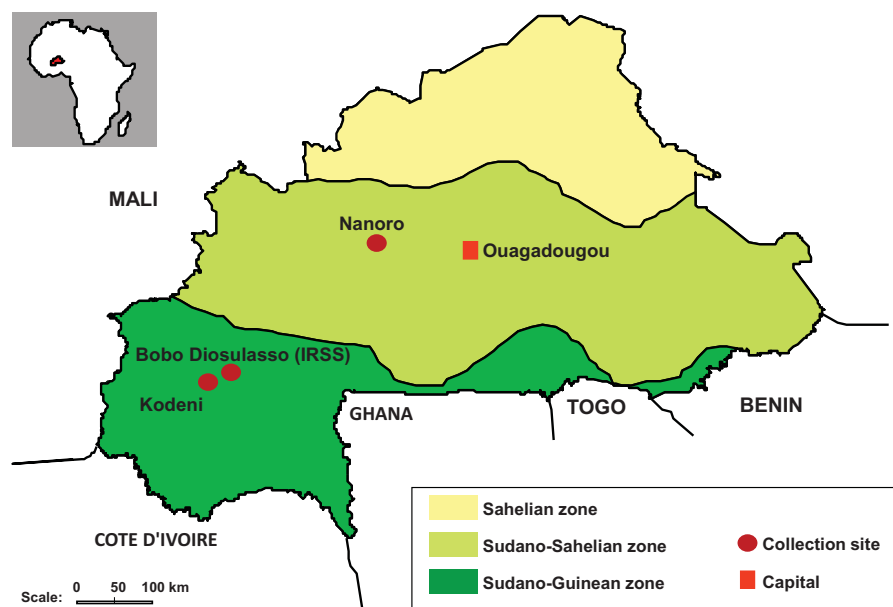 MALI
Nanoro
Ouagadougou
Bobo Diosulasso (IRSS)
Kodeni
GHANA
TOGO
BENIN
COTE D'IVOIRE
Sahelian zone
Sudano-Sahelian zone
Collection site
Sudano-Guinean zone
Capital
Scale: 0 50 100 km